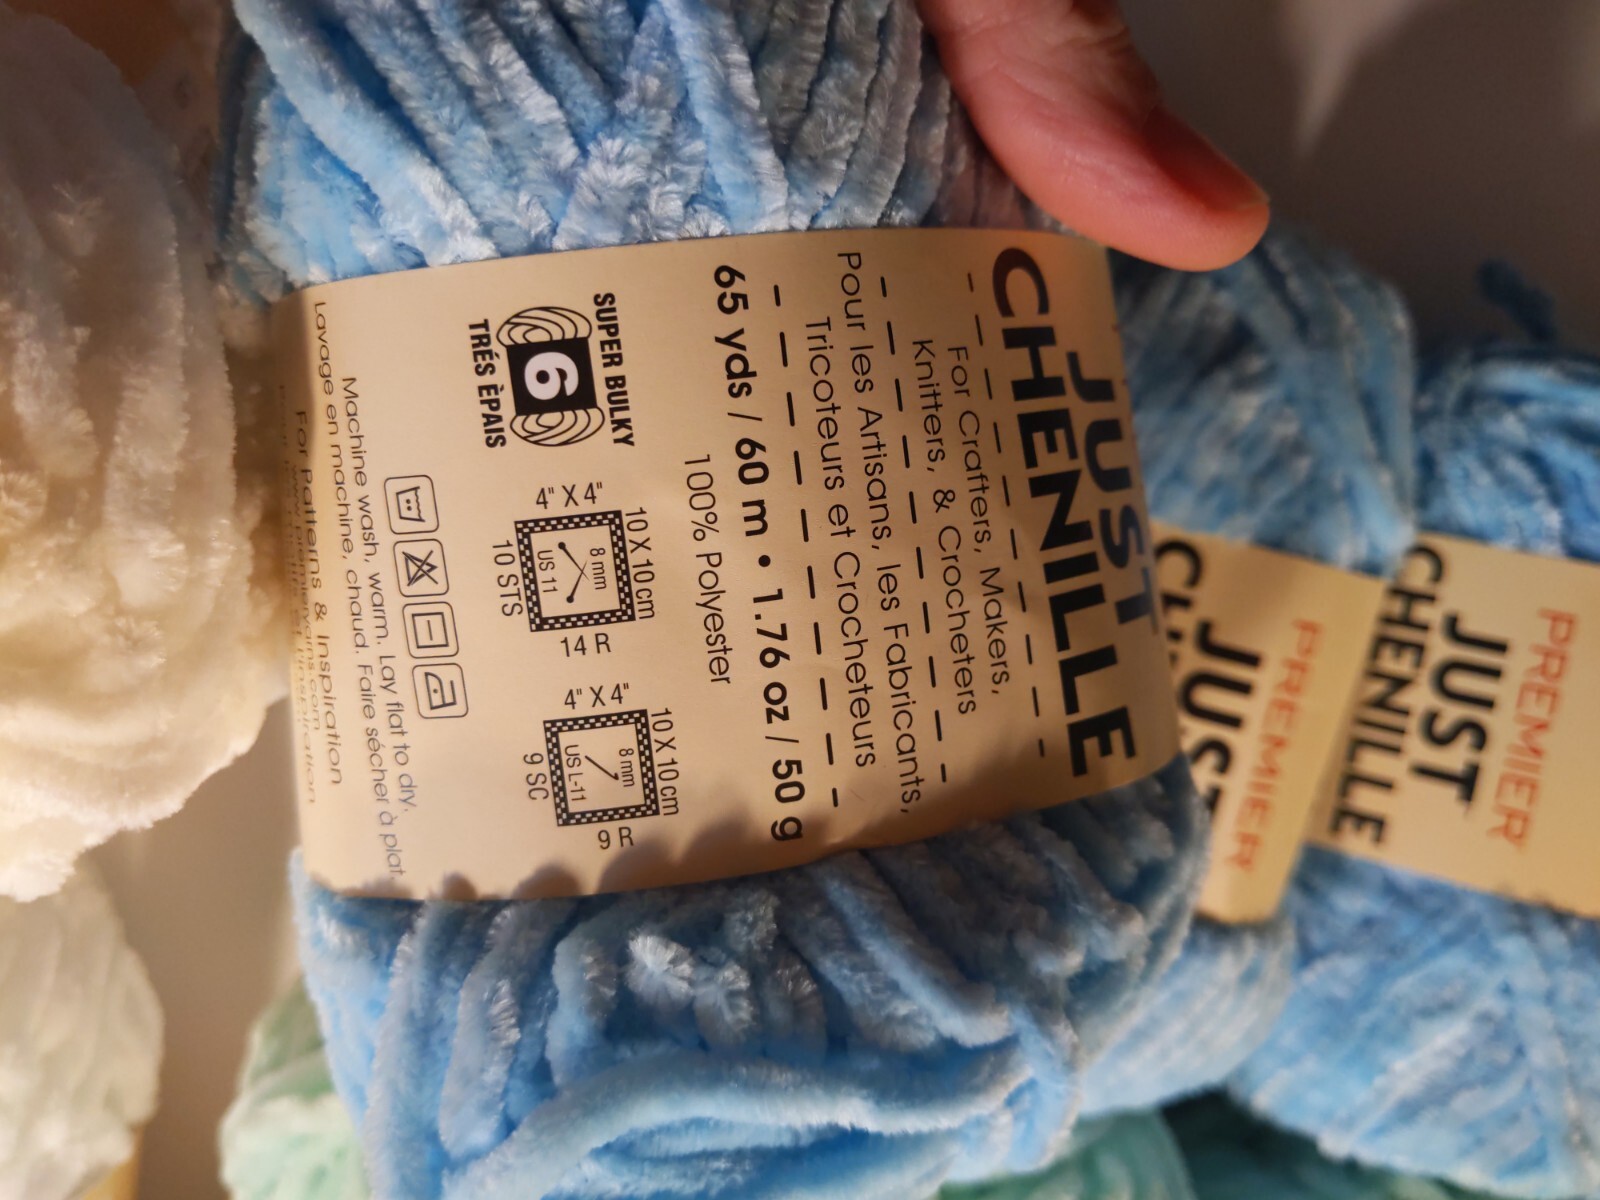 JUST
CHENILLE
For Crafters, Makers,
Knitters, & Crocheters
Pour les Artisans, les Fabricants,
Tricoteurs et Crocheteurs
65 yds / 60 m • 1.76 oz / 50 g
100% Polyester
SUPER BULKY
6
TRÉS ÈPAIS
10 X 10 cm
4" X 4"
8 mm
US 11
14 R
10 STS
10 X 10 cm
4" X 4"
8 mm
US L-11
9 R
9 SC
Machine wash, warm. Lay flat to dry.
Lavage en machine, chaud. Faire sécher à plat.
For Patterns & Inspiration
PREMIER
JUST
PREMIER
JUST
CHENILLE